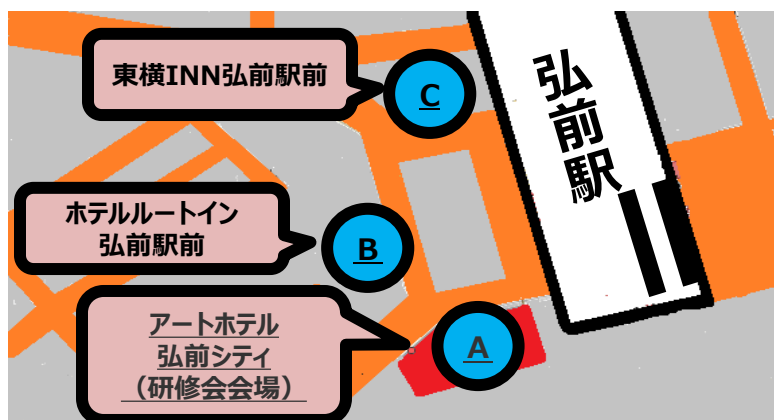 東横INN弘前駅前
C
弘前駅
ホテルルートイン
弘前駅前
B
アートホテル
弘前シティ
（研修会会場）
A